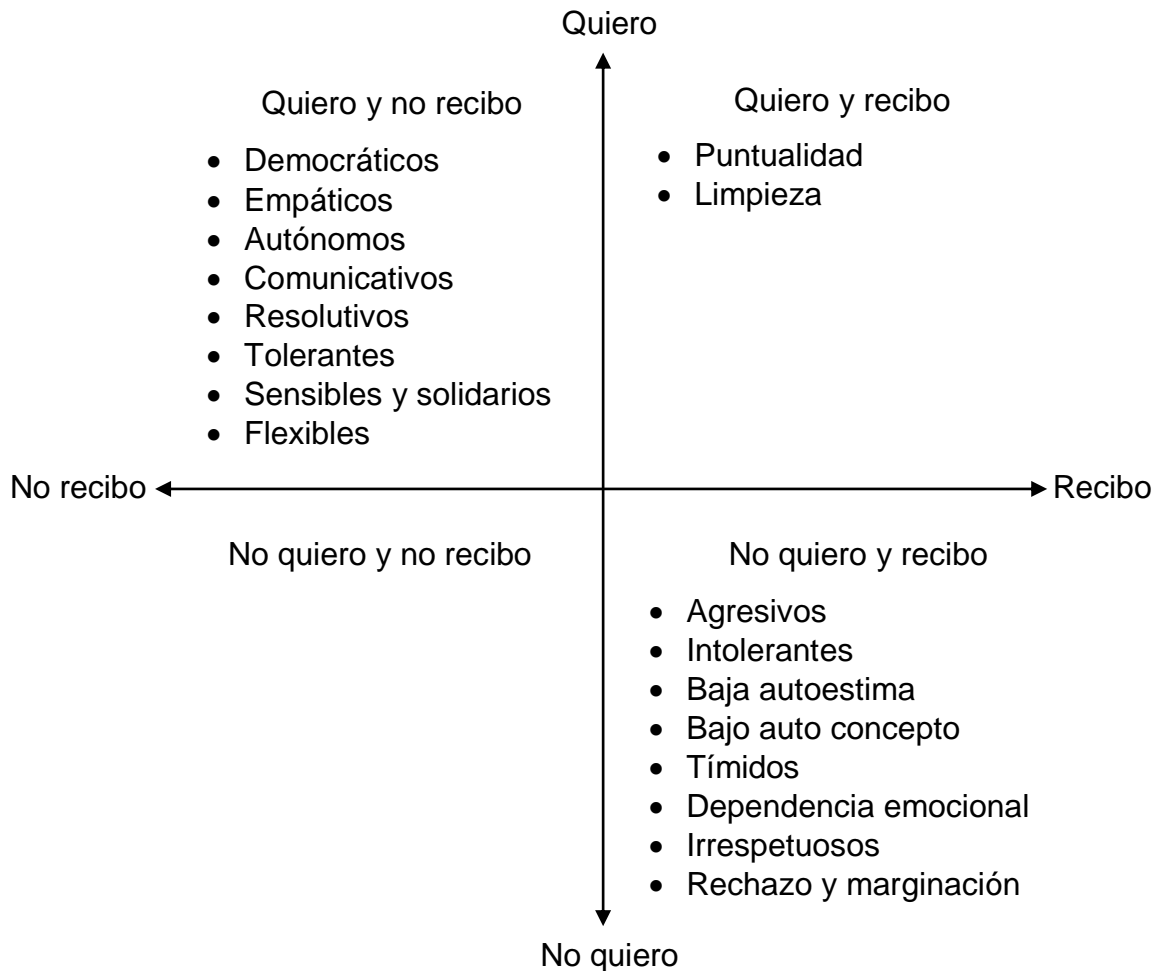 Quiero
Quiero y no recibo
• Democráticos
• Empáticos
• Autónomos
• Comunicativos
• Resolutivos
• Tolerantes
• Sensibles y solidarios
• Flexibles
Quiero y recibo
• Puntualidad
• Limpieza
No recibo
Recibo
No quiero y no recibo
No quiero y recibo
• Agresivos
• Intolerantes
• Baja autoestima
• Bajo auto concepto
• Tímidos
• Dependencia emocional
• Irrespetuosos
• Rechazo y marginación
No quiero